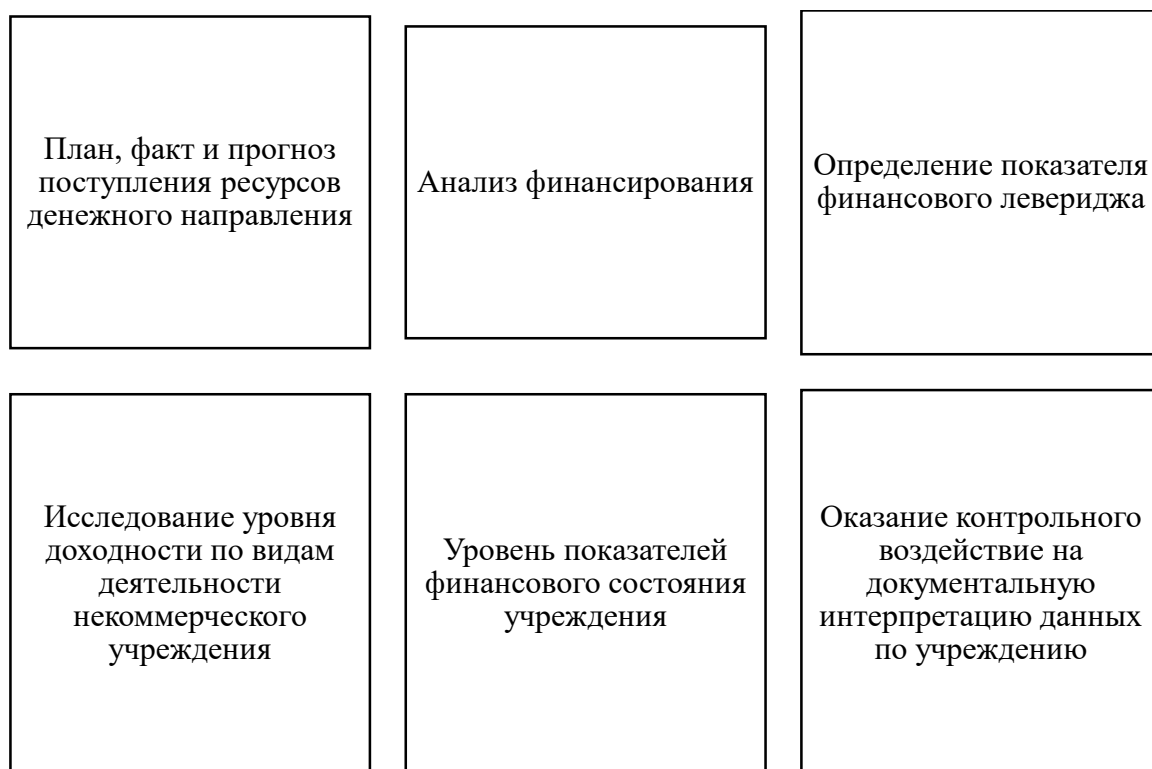 План, факт и прогноз
поступления ресурсов
денежного направления
Анализ финансирования
Определение показателя
финансового левериджа
Исследование уровня
доходности по видам
деятельности
некоммерческого
учреждения
Уровень показателей
финансового состояния
учреждения
Оказание контрольного
воздействие на
документальную
интерпретацию данных
по учреждению